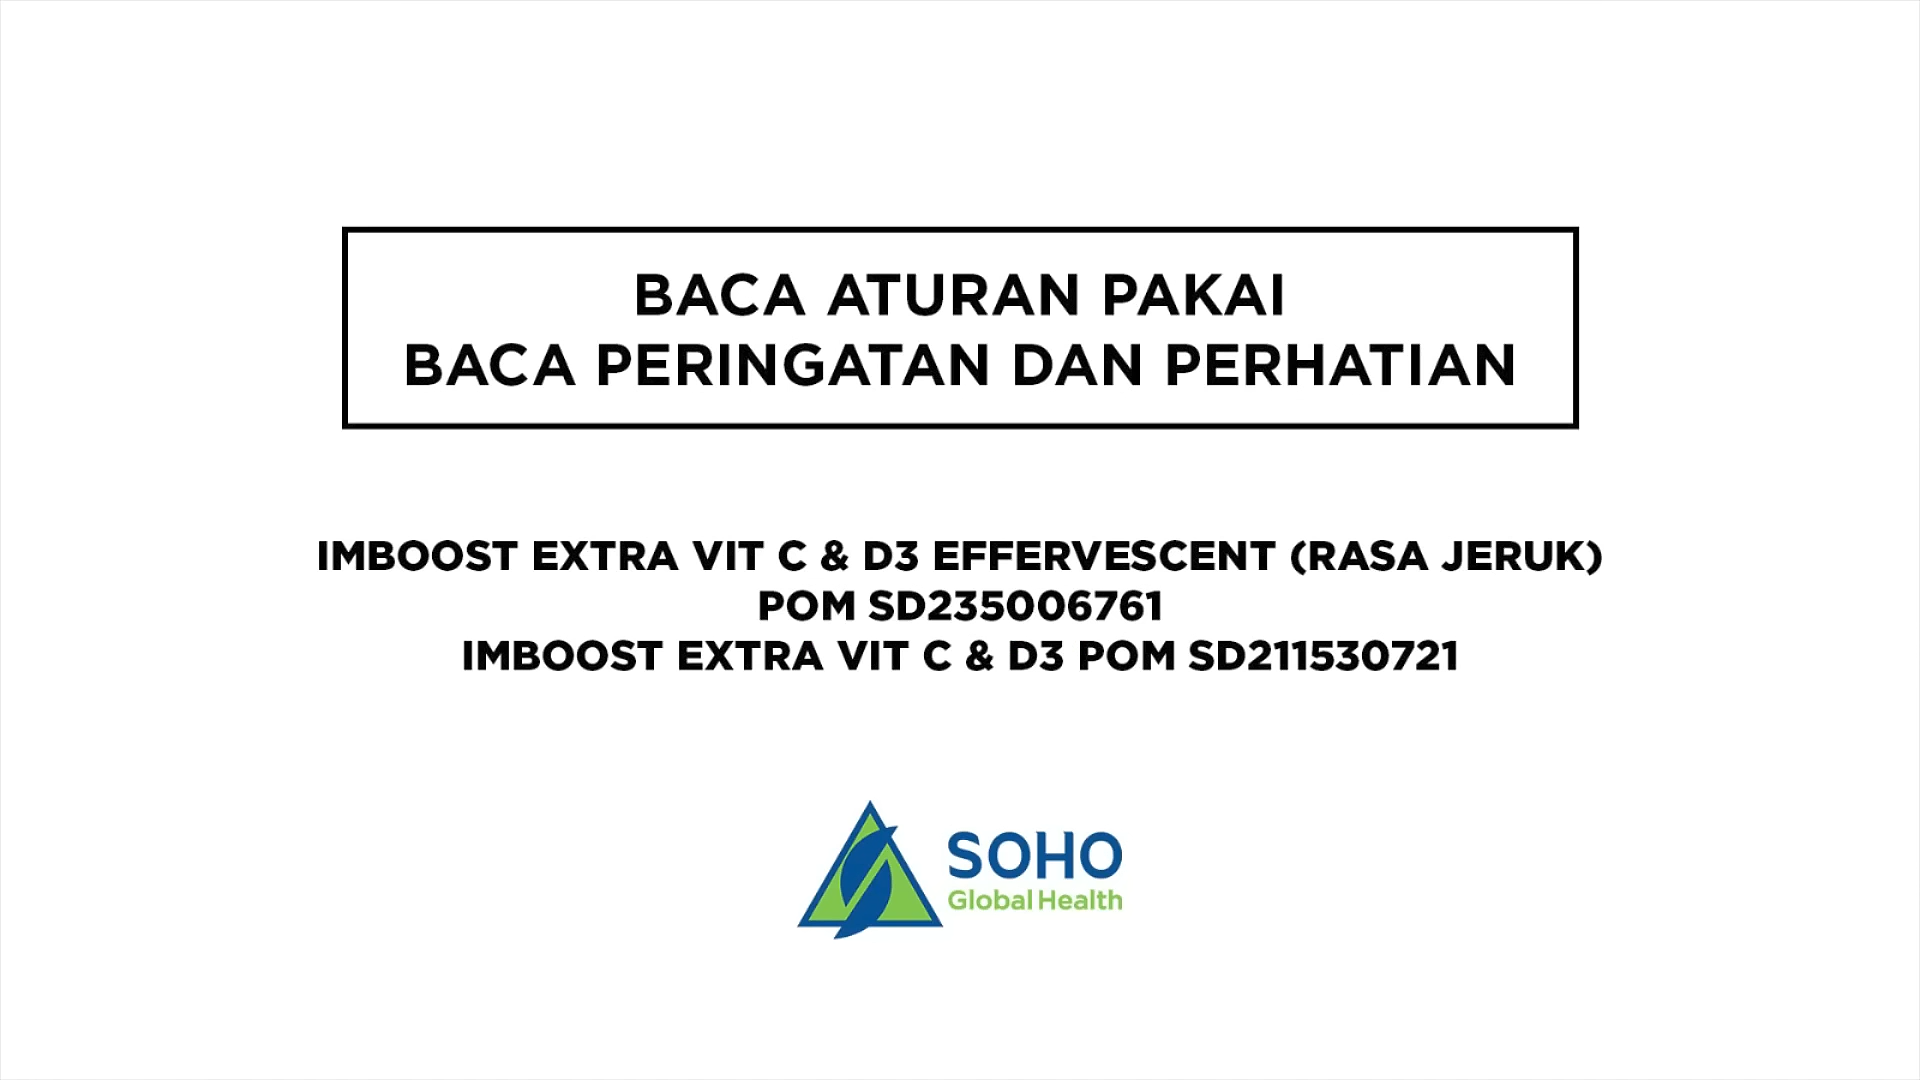 BACA ATURAN PAKAI
BACA PERINGATAN DAN PERHATIAN
IMBOOST EXTRA VIT C & D3 EFFERVESCENT (RASA JERUK)
POM SD235006761
IMBOOST EXTRA VIT C & D3 POM SD211530721
SOHO
Global Health